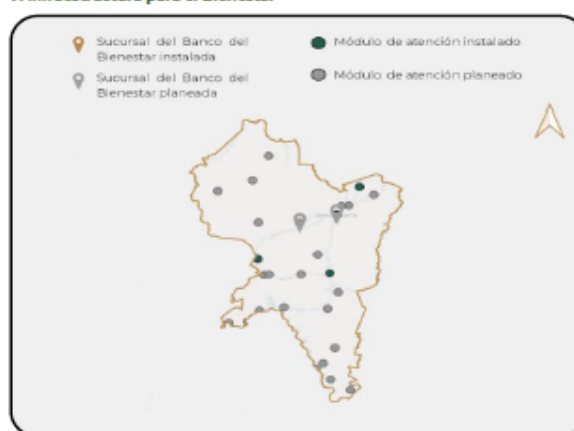 Sucursal del Banco del
Bienestar instalada
Sucursal del Banco del
Bienestar planeada
Módulo de atención instalado
Módulo de atención planeado